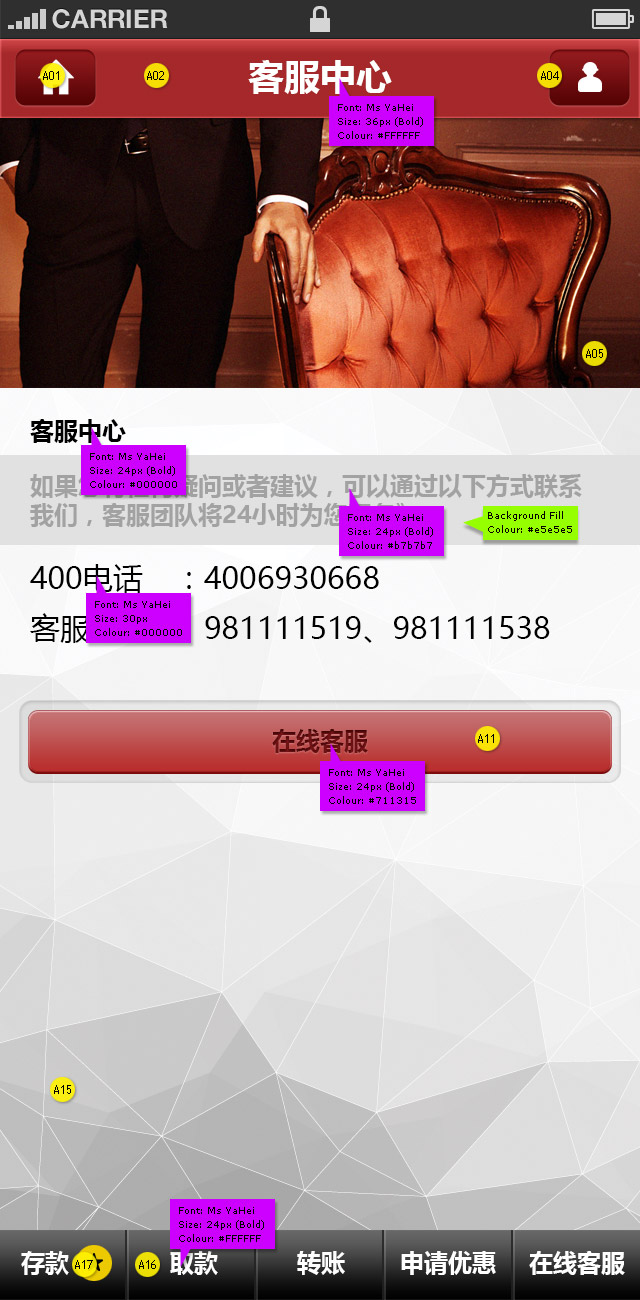 CARRIER
A01
A02
客服中心
A04
Font: Ms YaHei
Size: 36px (Bold)
Colour: #FFFFFF
A05
客服中心
Font: Ms YaHei
Size: 24px (Bold)
Colour: #000000
如果 疑问或者建议，可以通过以下方式联系
我们，客服团队将24小时为您
Font: Ms YaHei
Size: 24px (Bold)
Colour: #b7b7b7
Background Fill
Colour: #e5e5e5
400电话 : 4006930668
Font: Ms YaHei
Size: 30px
Colour: #000000
客服 981111519、981111538
在线客服
A11
Font: Ms YaHei
Size: 24px (Bold)
Colour: #711315
A15
Font: Ms YaHei
Size: 24px (Bold)
Colour: #FFFFFF
存款 A17 A16 取款 转账 申请优惠 在线客服